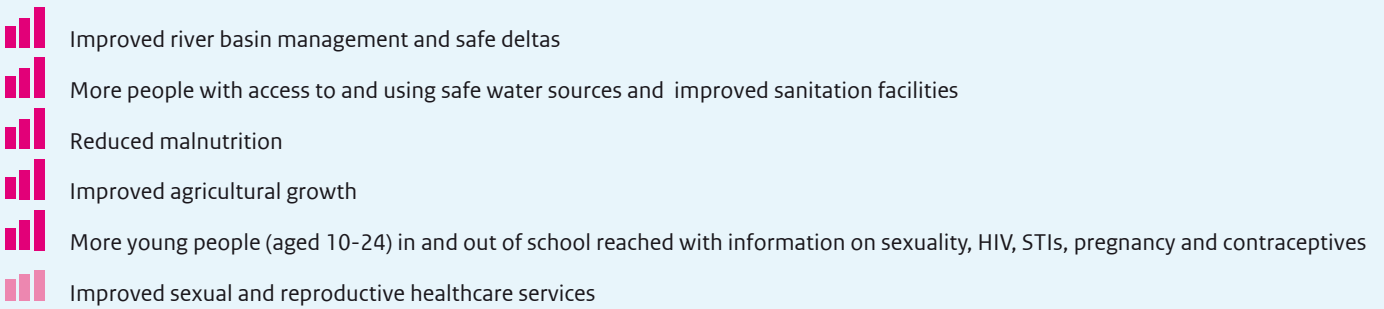 Improved river basin management and safe deltas
More people with access to and using safe water sources and improved sanitation facilities
Reduced malnutrition
Improved agricultural growth
More young people (aged 10-24) in and out of school reached with information on sexuality, HIV, STIs, pregnancy and contraceptives
Improved sexual and reproductive healthcare services